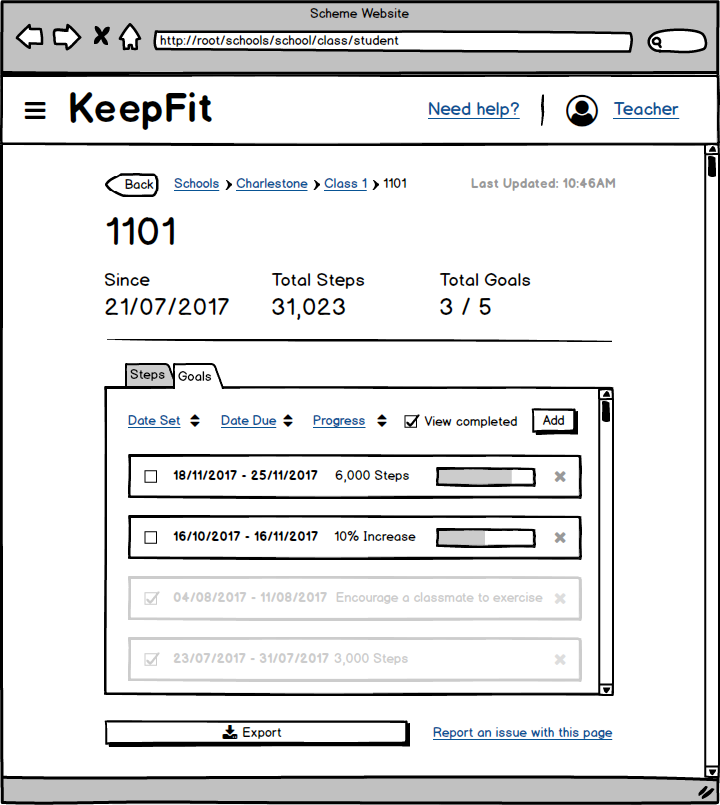 Scheme Website
http://root/schools/school/class/student
KeepFit
Need help?
Teacher
Back
Schools
Charlestone
Class 1
1101
Last Updated: 10:46AM
1101
Since
Total Steps
Total Goals
21/07/2017
31,023
3 / 5
Steps
Goals
Date Set
Date Due
Progress
View completed
Add
18/11/2017 - 25/11/2017 6,000 Steps
16/10/2017 - 16/11/2017 10% Increase
04/08/2017 - 11/08/2017 Encourage a classmate to exercise
23/07/2017 - 31/07/2017 3,000 Steps
Export
Report an issue with this page